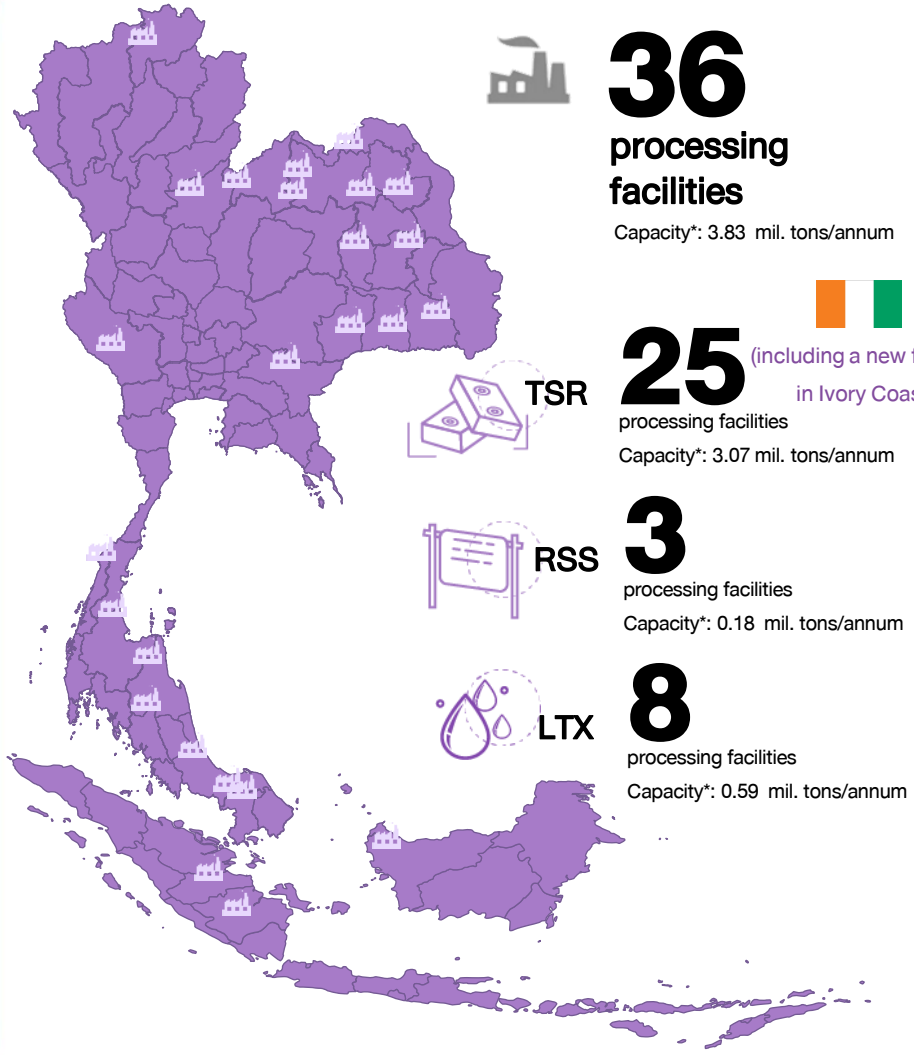 36
processing
facilities
Capacity*: 3.83 mil. tons/annum
TSR
25
(including a new
in Ivory
processing facilities
Capacity*: 3.07 mil. tons/annum
RSS
3
processing facilities
Capacity*: 0.18 mil. tons/annum
LTX
8
processing facilities
Capacity*: 0.59 mil. tons/annum